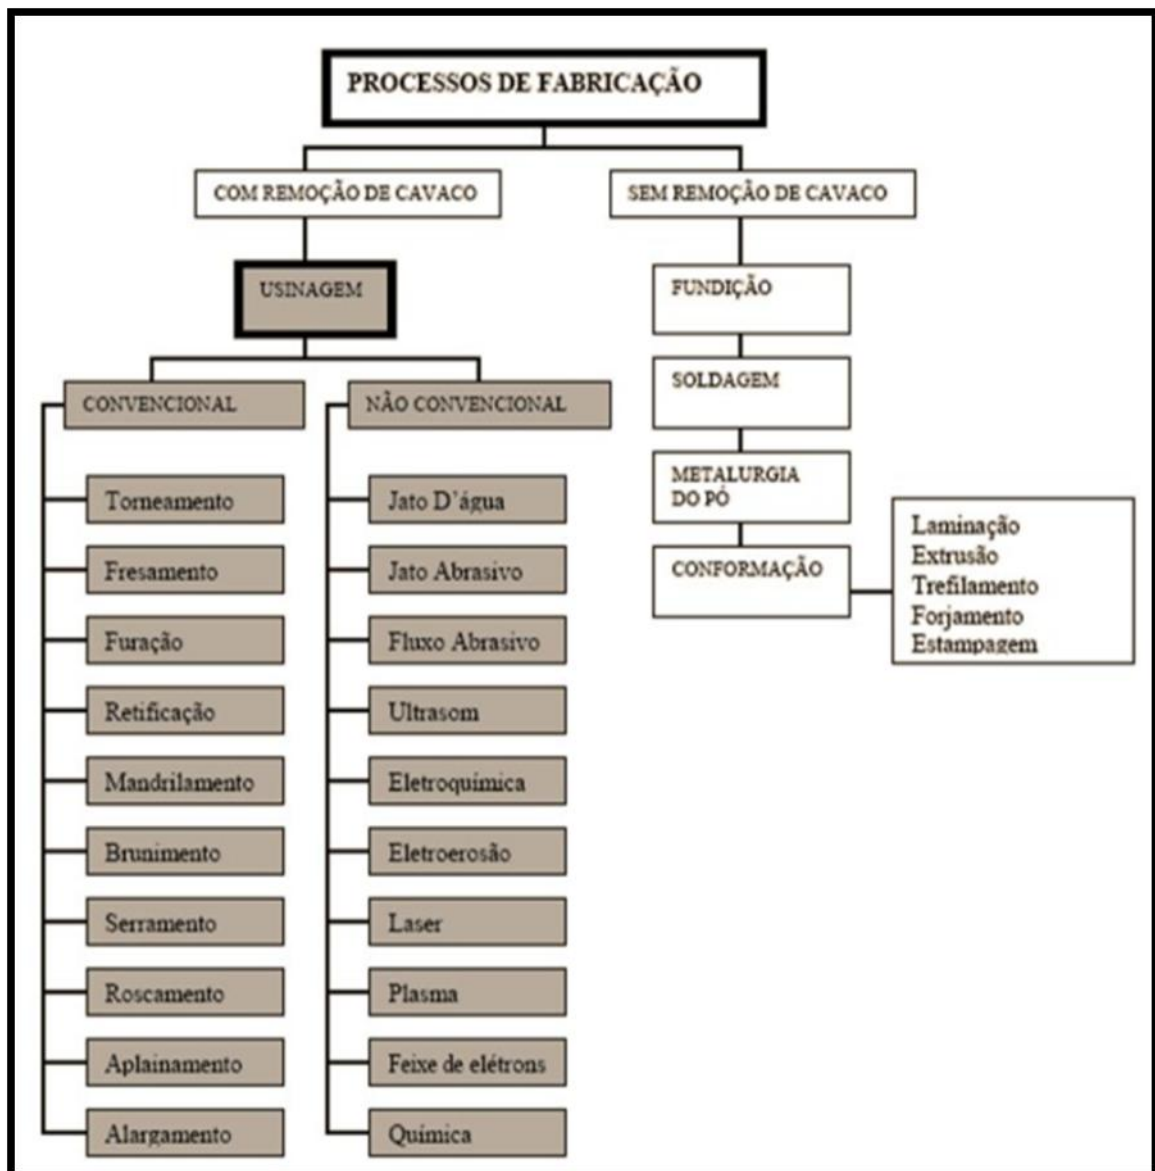 PROCESSOS DE FABRICAÇÃO
COM REMOÇÃO DE CAVACO
SEM REMOÇÃO DE CAVACO
USINAGEM
CONVENCIONAL
NÃO CONVENCIONAL
Torneamento
Fresamento
Furação
Retificação
Mandrilamento
Brunimento
Serramento
Roscamento
Aplainamento
Alargamento
Jato D'água
Jato Abrasivo
Fluxo Abrasivo
Ultrasom
Eletroquímica
Eletroerosão
Laser
Plasma
Feixe de elétrons
Química
FUNDIÇÃO
SOLDAGEM
METALURGIA
DO PÓ
CONFORMAÇÃO
Laminação
Extrusão
Trefilamento
Forjamento
Estampagem